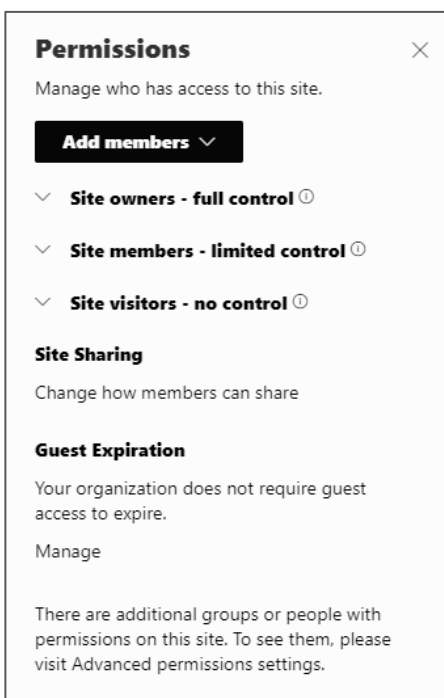 Permissions
Manage who has access to this site.
Add members
Site owners - full control
Site members - limited control
Site visitors - no control
Site Sharing
Change how members can share
Guest Expiration
Your organization does not require guest
access to expire.
Manage
There are additional groups or people with
permissions on this site. To see them, please
visit Advanced permissions settings.